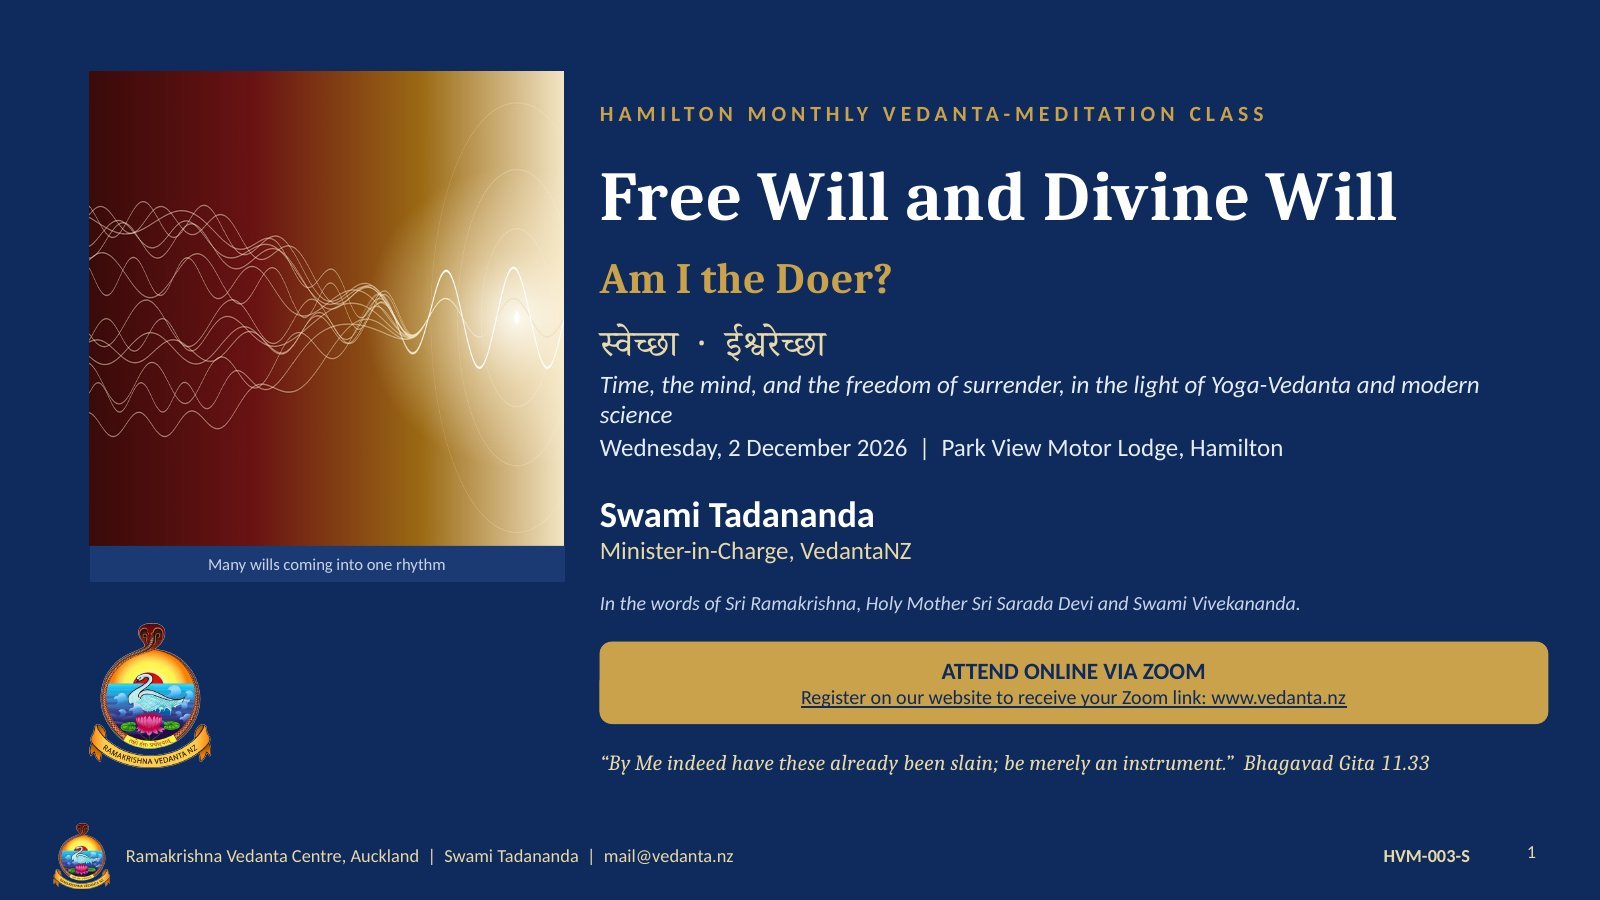 HAMILTON MONTHLY VEDANTA-MEDITATION CLASS
Free Will and Divine Will
Am I the Doer?
स्वेच्छा · ईश्वरेच्छा
Time, the mind, and the freedom of surrender, in the light of Yoga-Vedanta and modern
science
Wednesday, 2 December 2026 | Park View Motor Lodge, Hamilton
Swami Tadananda
Minister-in-Charge, VedantaNZ
Many wills coming into one rhythm
In the words of Sri Ramakrishna, Holy Mother Sri Sarada Devi and Swami Vivekananda.
ATTEND ONLINE VIA ZOOM
Register on our website to receive your Zoom link: www.vedanta.nz
RAMAKRISHNA VEDANTA NZ
“By Me indeed have these already been slain; be merely an instrument.” Bhagavad Gita 11.33
Ramakrishna Vedanta Centre, Auckland | Swami Tadananda | mail@vedanta.nz
HVM-003-S
1